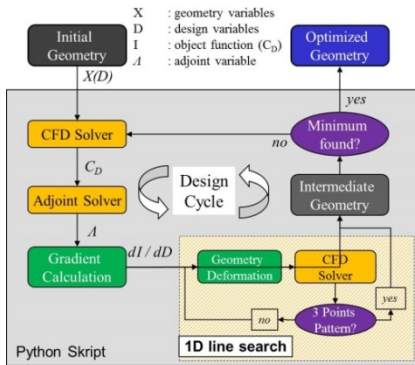 X : geometry variables
D : design variables
I : object function (C_D)
Λ : adjoint variable
Initial
Geometry
Optimized
Geometry
X(D)
yes
CFD Solver
no
Minimum
found?
C_D
Adjoint Solver
Design
Cycle
Intermediate
Geometry
Λ
Gradient
Calculation
dI / dD
Geometry
Deformation
CFD
Solver
yes
no
3 Points
Pattern?
1D line search
Python Skript